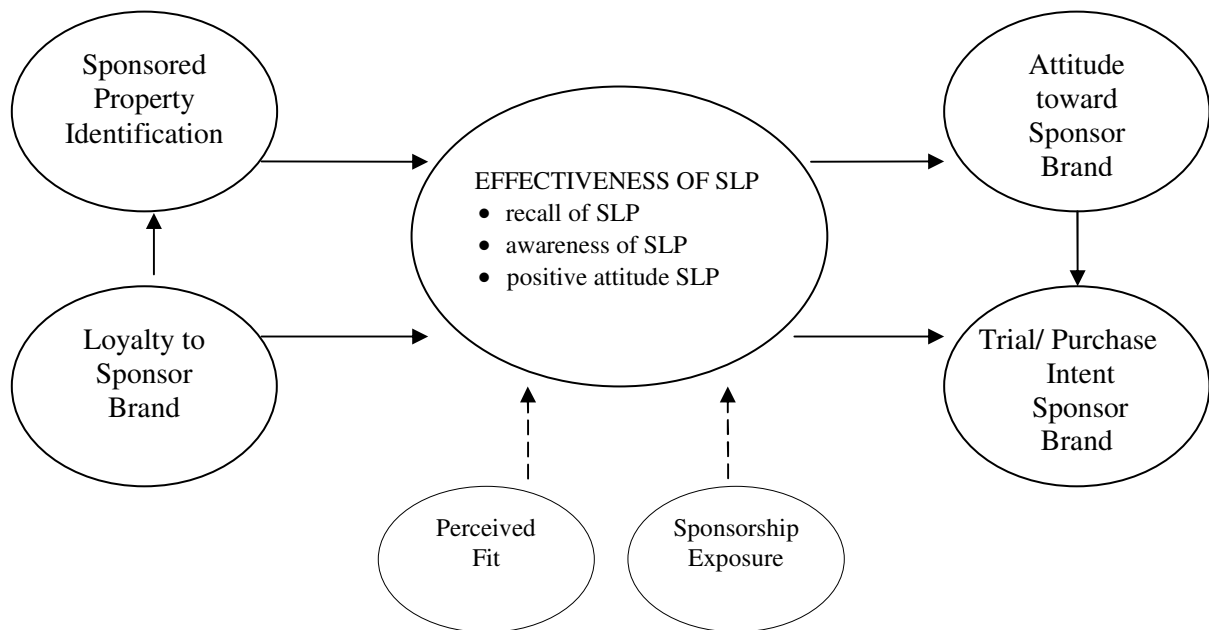 Sponsored
Property
Identification
Attitude
toward
Sponsor
Brand
EFFECTIVENESS OF SLP
• recall of SLP
• awareness of SLP
• positive attitude SLP
Loyalty to
Sponsor
Brand
Trial/ Purchase
Intent
Sponsor
Brand
Perceived
Fit
Sponsorship
Exposure